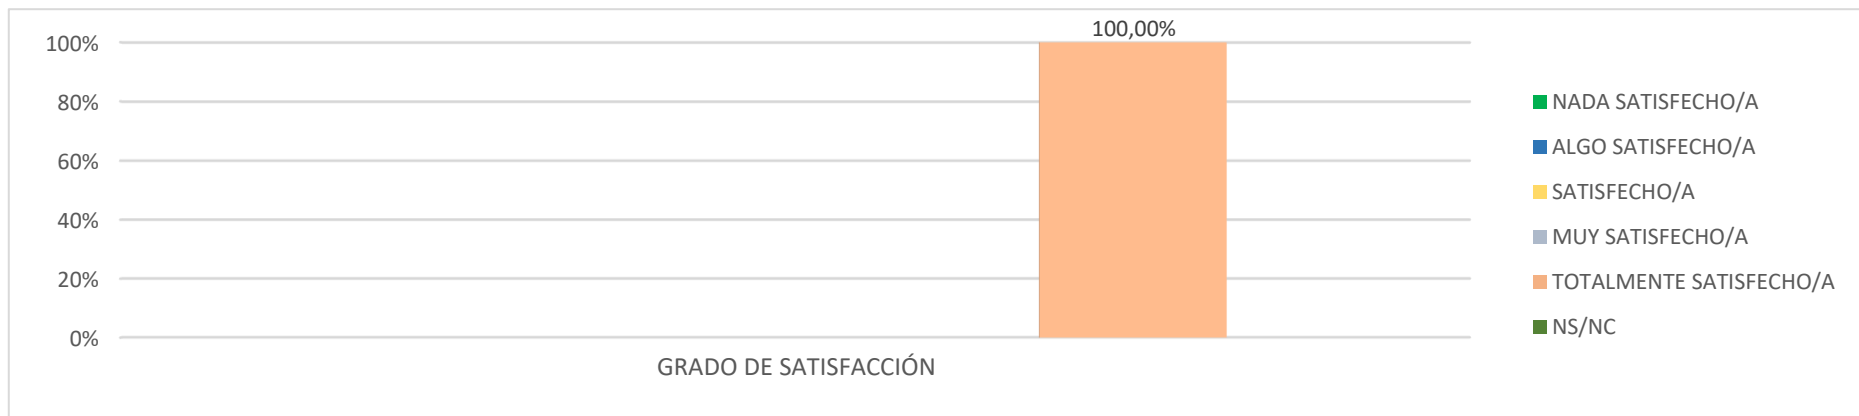 100,00%
100%
80%
60%
40%
20%
0%
GRADO DE SATISFACCIÓN
NADA SATISFECHO/A
ALGO SATISFECHO/A
SATISFECHO/A
MUY SATISFECHO/A
TOTALMENTE SATISFECHO/A
NS/NC